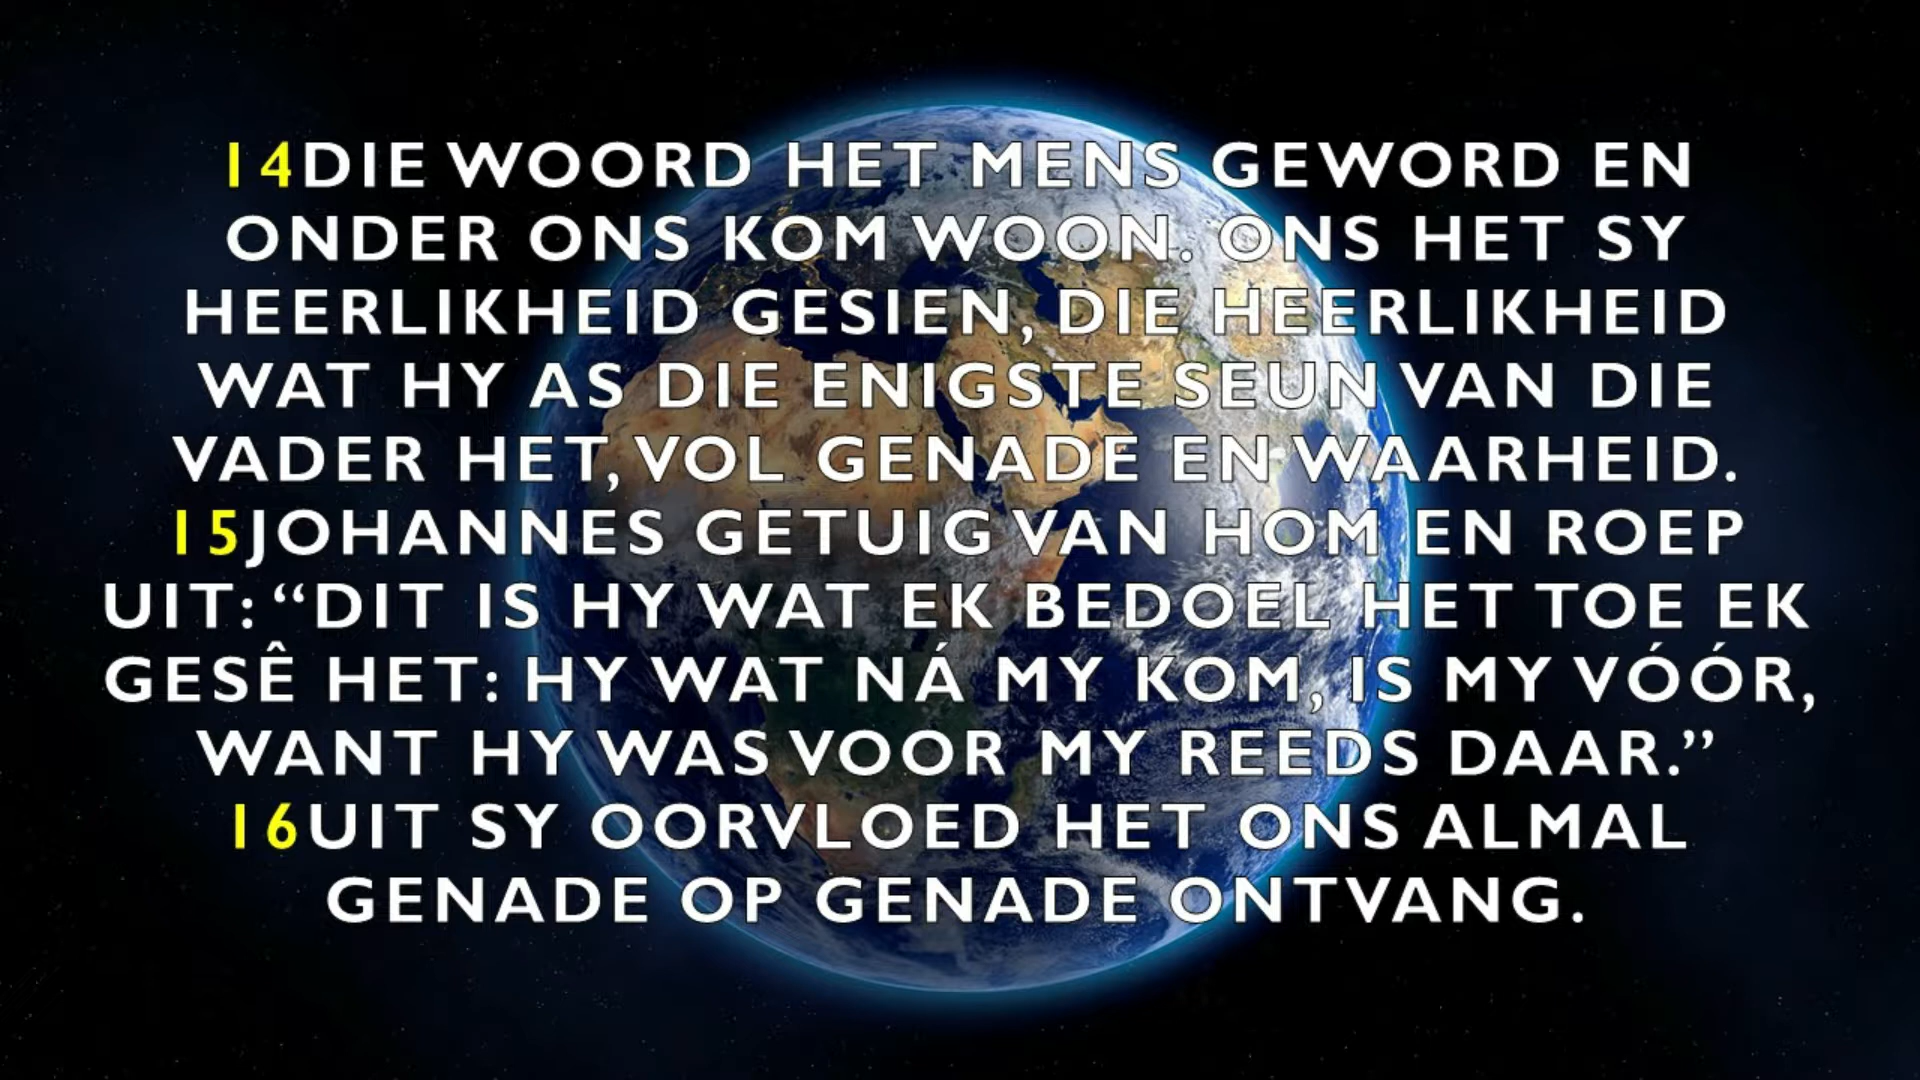 14DIE WOORD HET MENS GEWORD EN
ONDER ONS KOM WOON. ONS HET SY
HEERLIKHEID GESIEN, DIE HEERLIKHEID
WAT HY AS DIE ENIGSTE SEUN VAN DIE
VADER HET, VOL GENADE EN WAARHEID.
15JOHANNES GETUIG VAN HOM EN ROEP
UIT: “DIT IS HY WAT EK BEDOEL HET TOE EK
GESÊ HET: HY WAT NÁ MY KOM, IS MY VÓÓR,
WANT HY WAS VOOR MY REEDS DAAR.”
16UIT SY OORVLOED HET ONS ALMAL
GENADE OP GENADE ONTVANG.